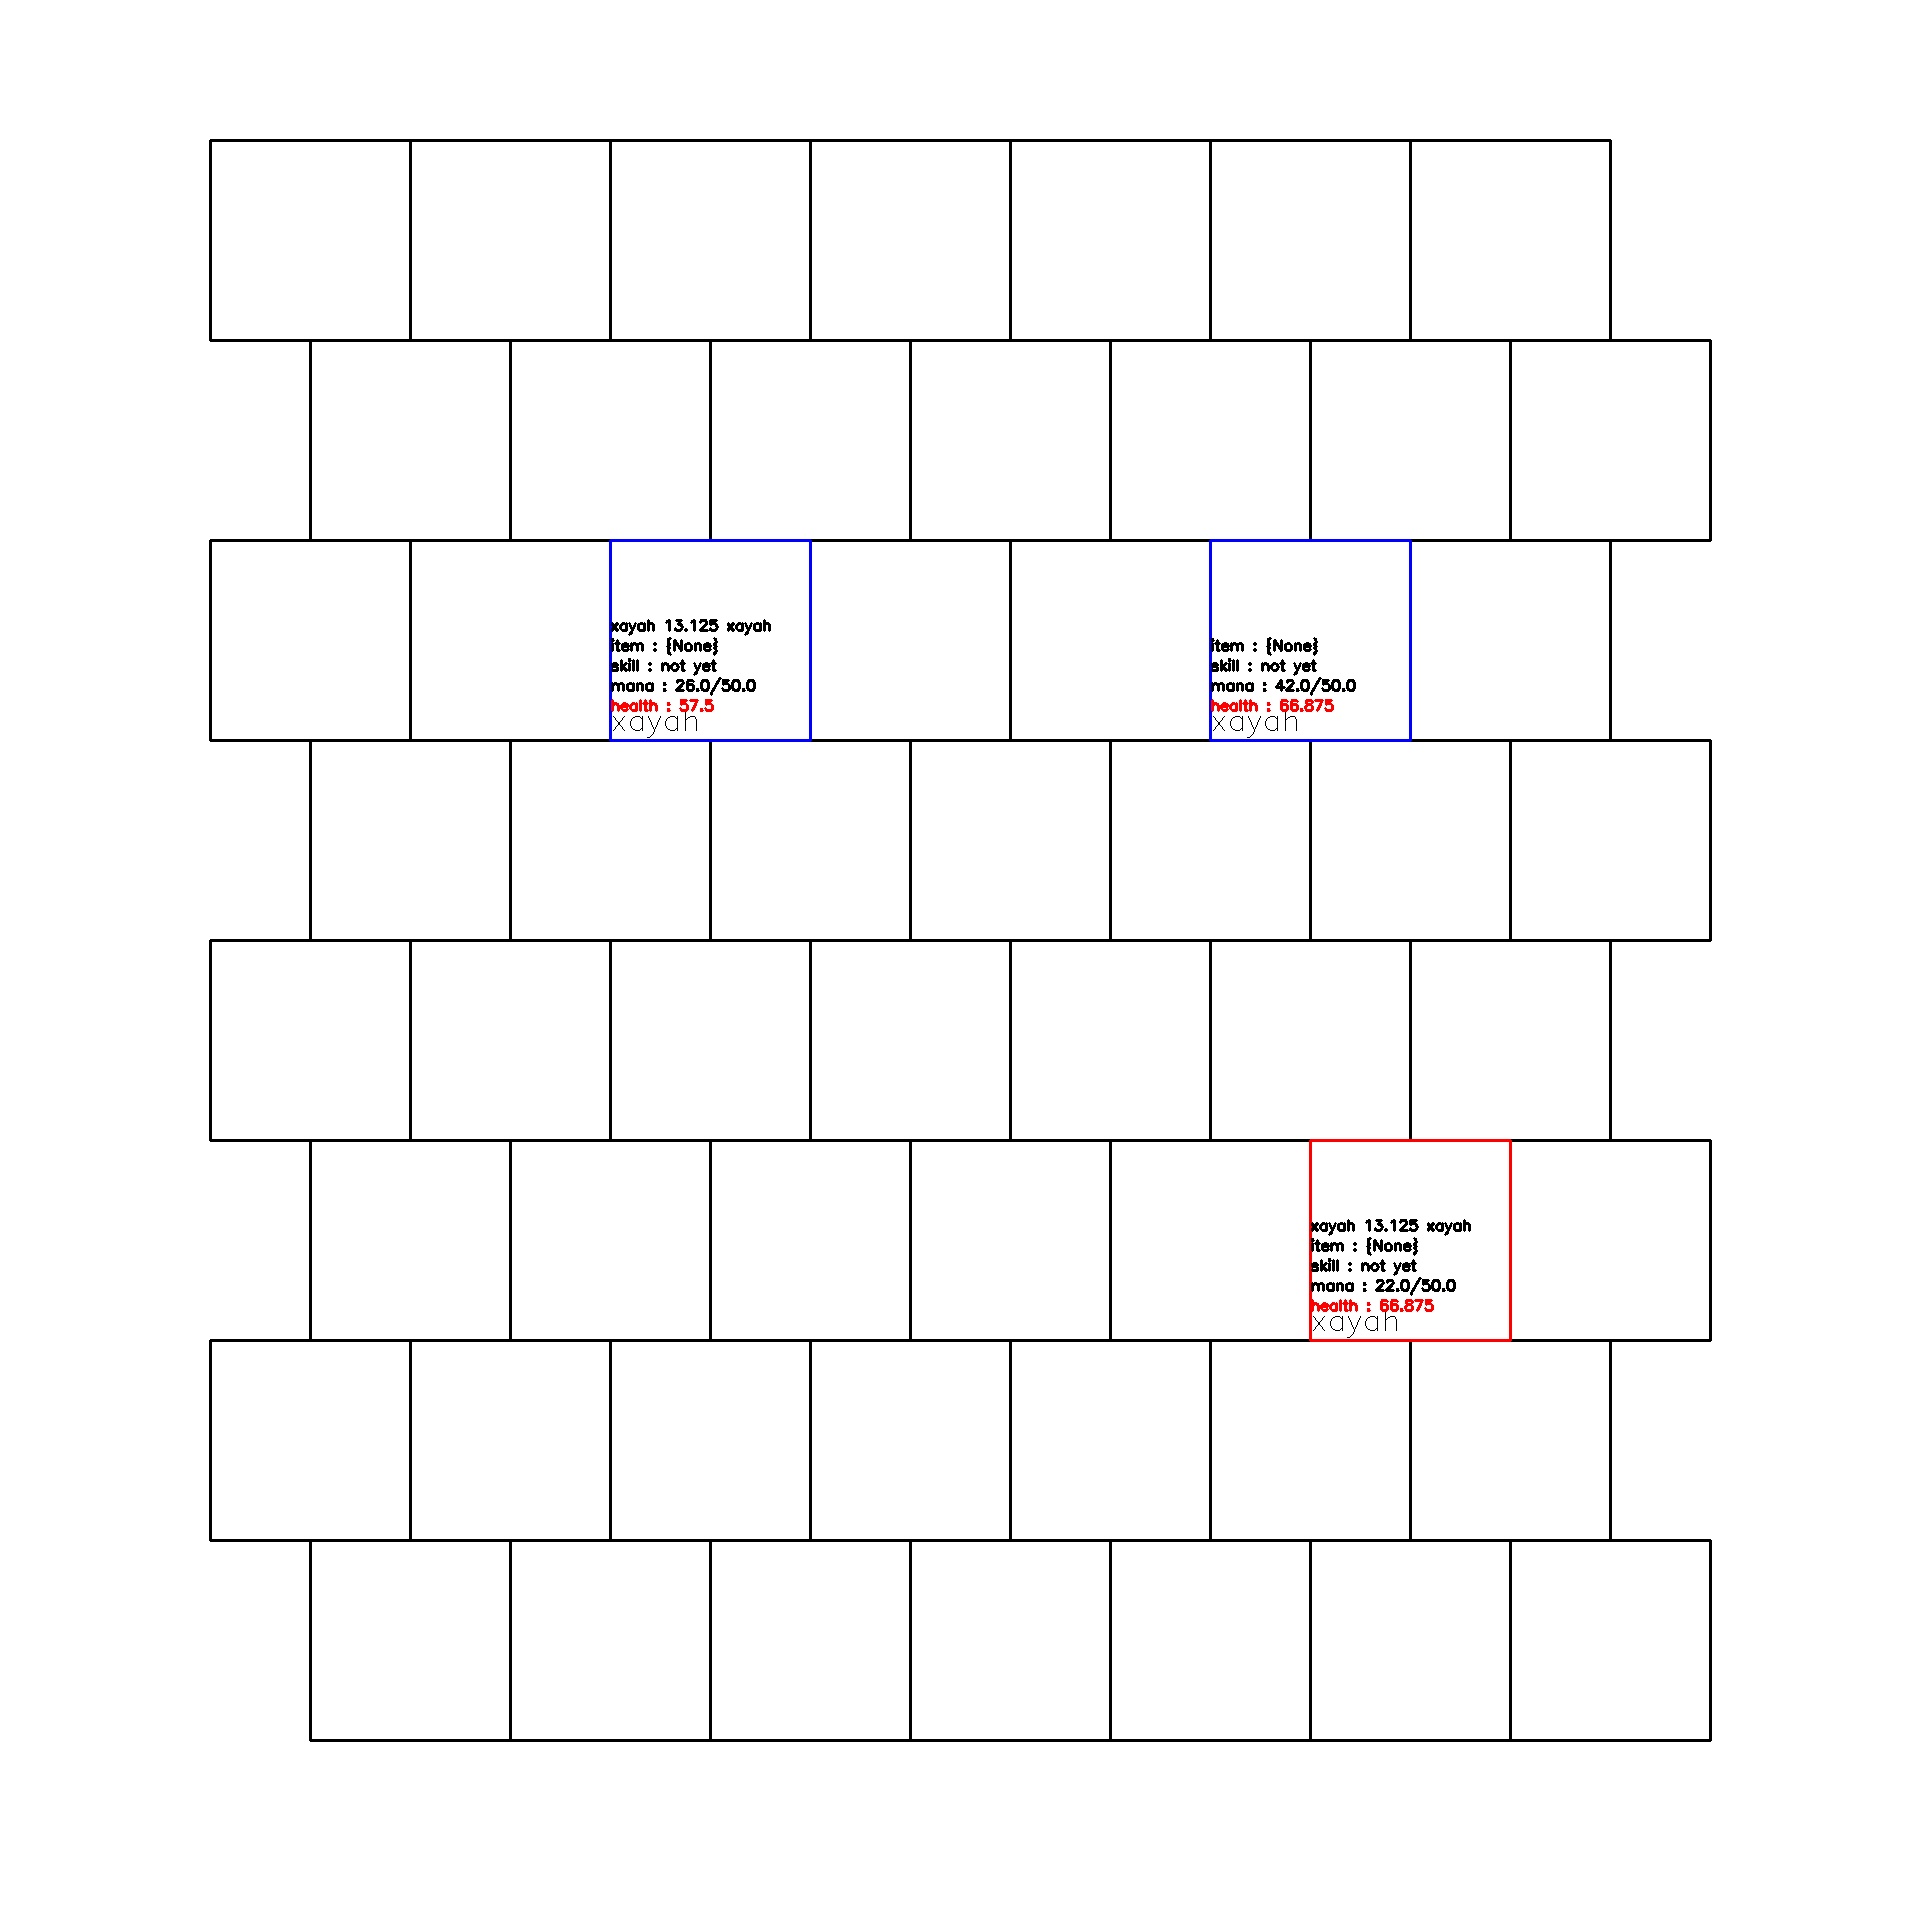 xayah 13.125 xayah
item : {None}
skill : not yet
mana : 26.0/50.0
health : 57.5
xayah
item : {None}
skill : not yet
mana : 42.0/50.0
health : 66.875
xayah
xayah 13.125 xayah
item : {None}
skill : not yet
mana : 22.0/50.0
health : 66.875
xayah